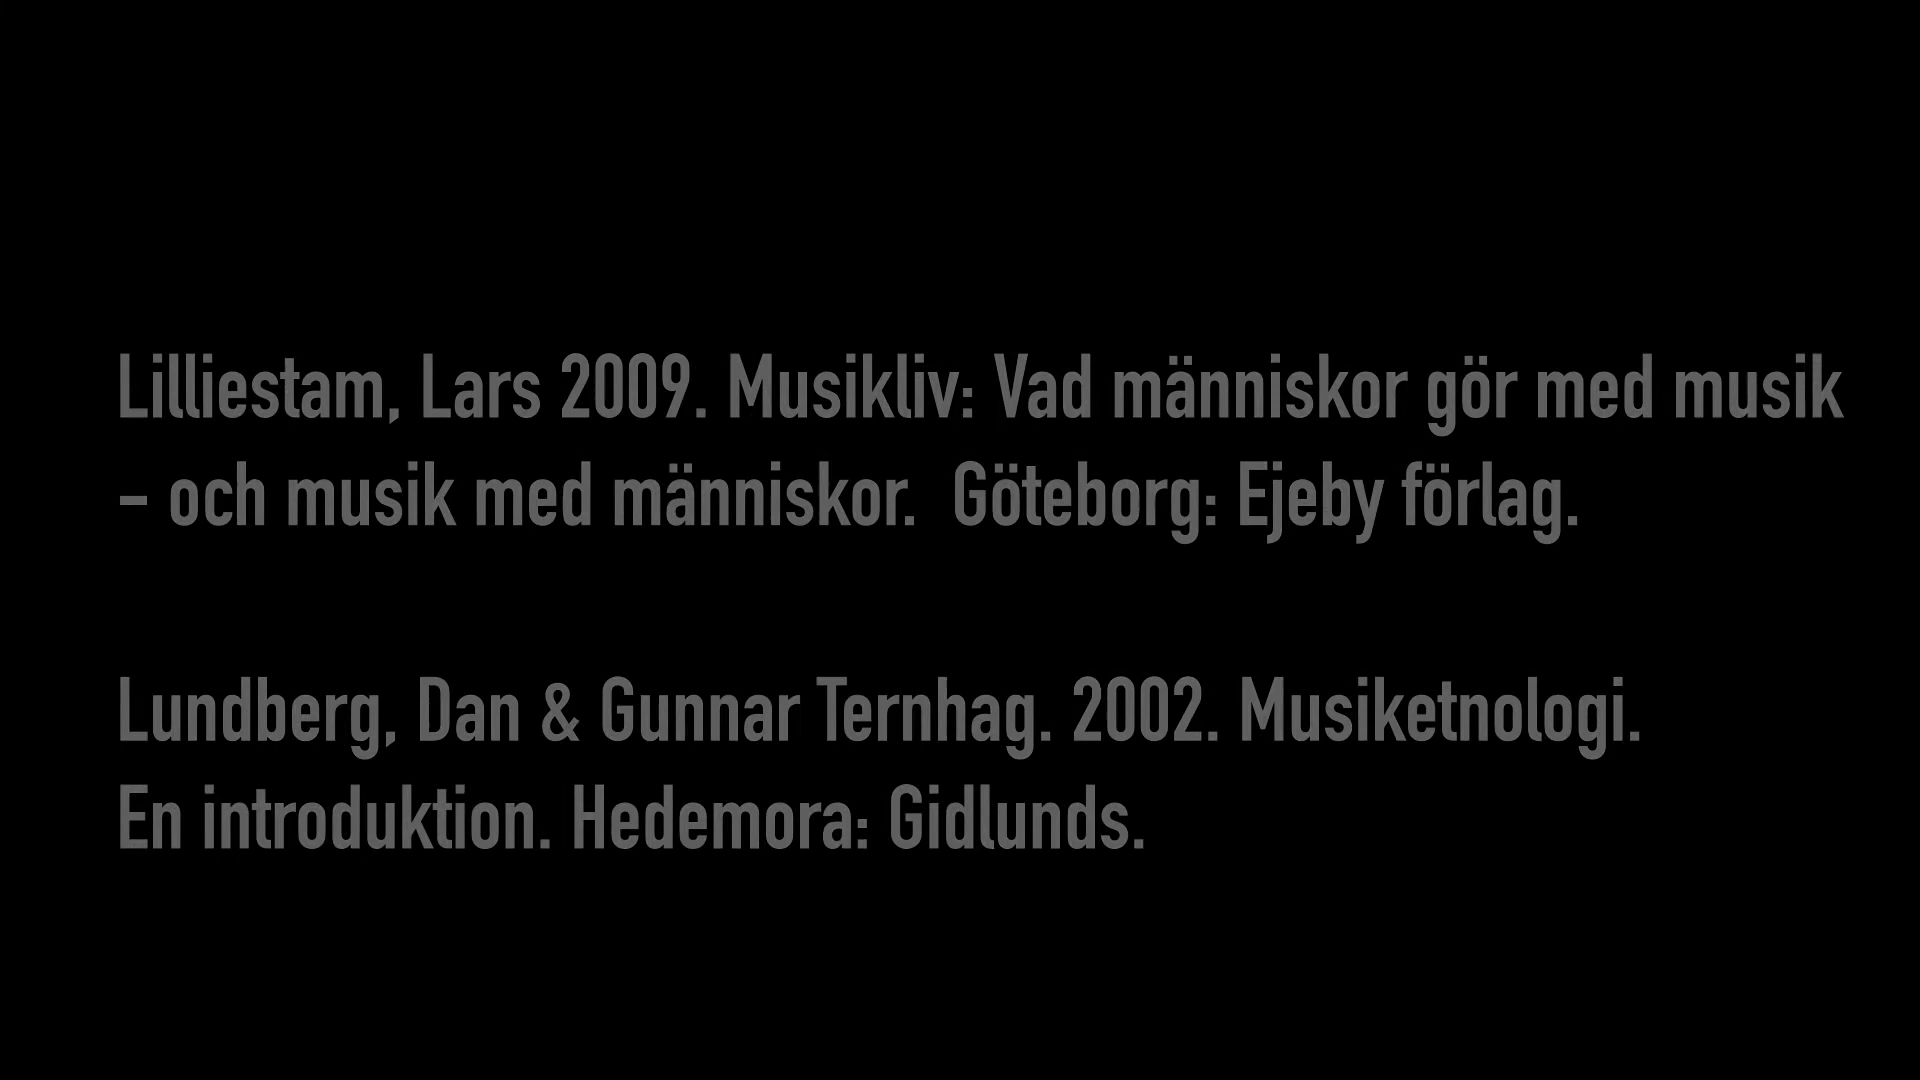 Lilliestam, Lars 2009. Musikliv: Vad människor gör med musik
– och musik med människor.  Göteborg: Ejeby förlag.
Lundberg, Dan & Gunnar Ternhag. 2002. Musiketnologi.
En introduktion. Hedemora: Gidlunds.